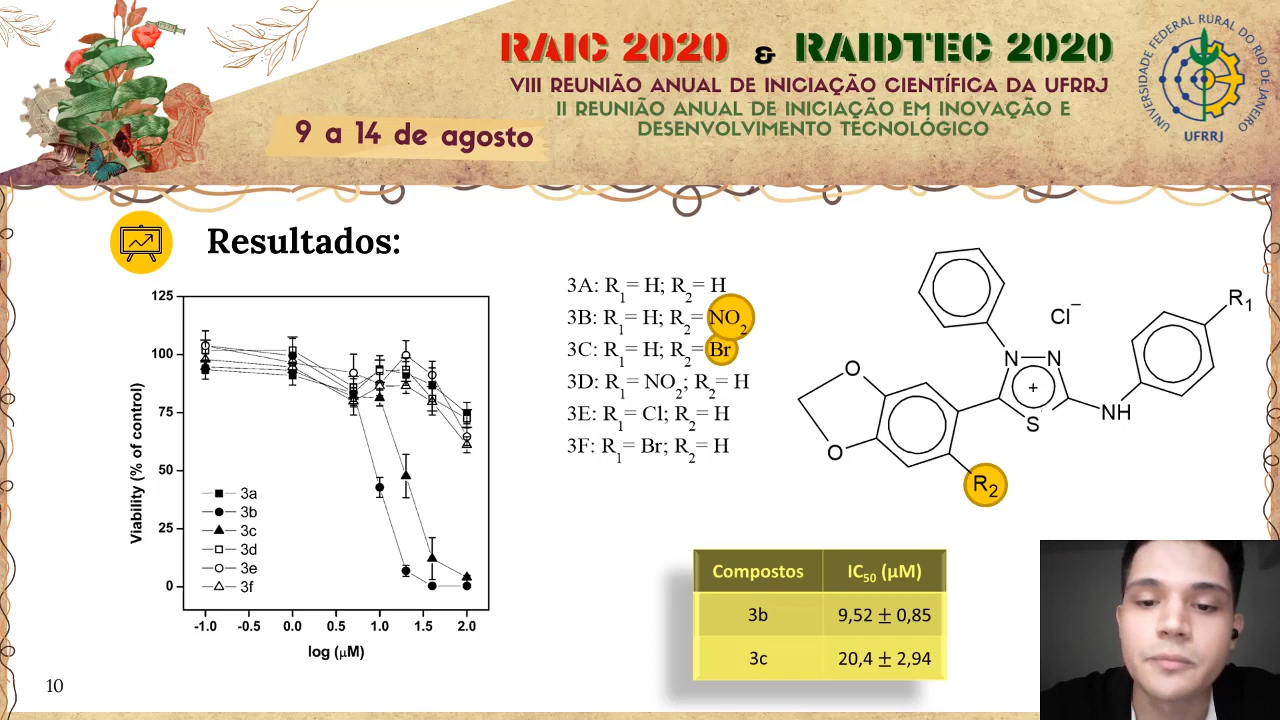 RAIC 2020 & RAIDTEC 2020
VIII REUNIÃO ANUAL DE INICIAÇÃO CIENTÍFICA DA UFRRJ
II REUNIÃO ANUAL DE INICIAÇÃO EM INOVAÇÃO E
DESENVOLVIMENTO TECNOLÓGICO
9 a 14 de agosto
UNIVERSIDADE FEDERAL RURAL DO RIO DE JANEIRO
UFRRJ
Resultados:
125
100
75
50
25
0
Viability (% of control)
3a
3b
3c
3d
3e
3f
-1.0 -0.5 0.0 0.5 1.0 1.5 2.0
log (μM)
3A: R1= H; R2= H
3B: R1= H; R2= NO2
3C: R1= H; R2= Br
3D: R1= NO2; R2= H
3E: R1= Cl; R2= H
3F: R1= Br; R2= H
Cl−
R1
N N
+
S
NH
O
O
R2
Compostos IC50 (μM)
3b 9,52 ± 0,85
3c 20,4 ± 2,94
10